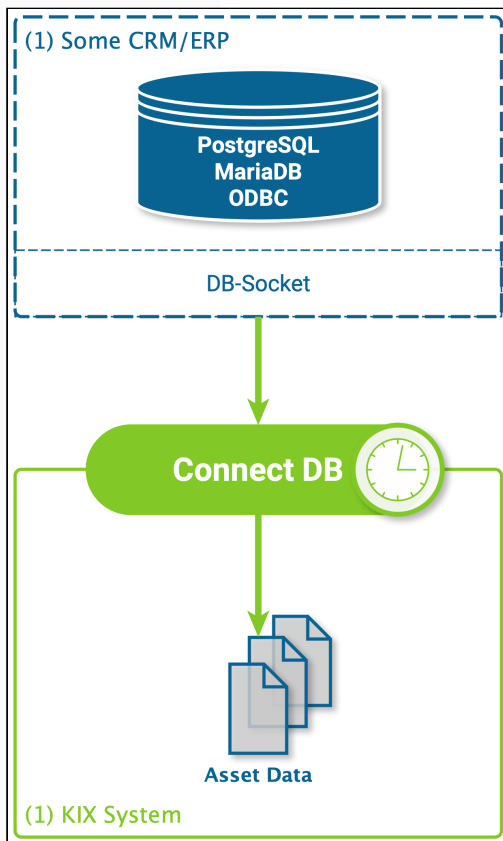 (1) Some CRM/ERP
PostgreSQL
MariaDB
ODBC
DB-Socket
Connect DB
Asset Data
(1) KIX System